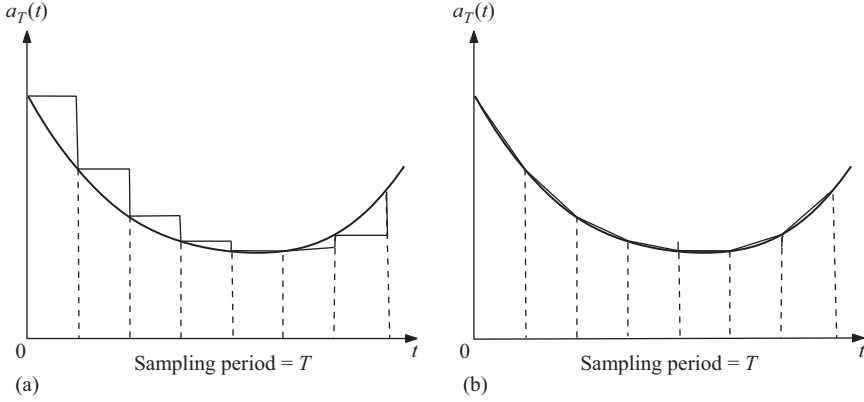 a_T(t)
0
t
Sampling period = T
(a)
a_T(t)
0
t
Sampling period = T
(b)